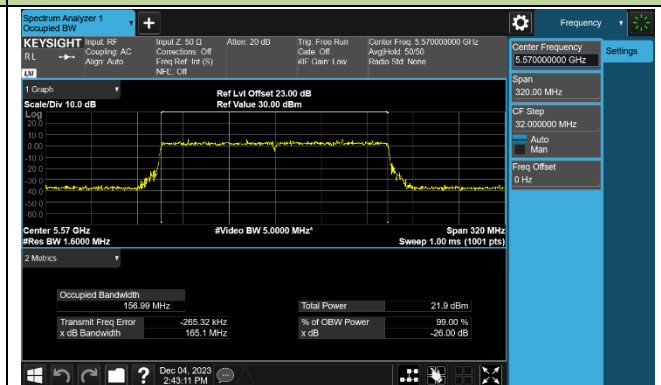 Spectrum Analyzer 1
Occupied BW
+
Frequency
KEYSIGHT
RL
LXI
Input: RF
Coupling: AC
Align: Auto
Input Z: 50 Ω
Corrections: Off
Freq Ref: Int (S)
NFE: Off
Atten: 20 dB
Trig: Free Run
Gate: Off
#IF Gain: Low
Center Freq: 5.570000000 GHz
Avg|Hold: 50/50
Radio Std: None
Center Frequency
5.570000000 GHz
Settings
Span
320.00 MHz
CF Step
32.000000 MHz
Auto
Man
Freq Offset
0 Hz
1 Graph
Scale/Div 10.0 dB
Ref Lvl Offset 23.00 dB
Ref Value 30.00 dBm
Log
20.0
10.0
0.00
-10.0
-20.0
-30.0
-40.0
-50.0
-60.0
Center 5.57 GHz
#Video BW 5.0000 MHz*
Span 320 MHz
#Res BW 1.6000 MHz
Sweep 1.00 ms (1001 pts)
2 Metrics
Occupied Bandwidth
156.99 MHz
Total Power
21.9 dBm
Transmit Freq Error
-265.32 kHz
% of OBW Power
99.00 %
x dB Bandwidth
165.1 MHz
x dB
-26.00 dB
?
Dec 04, 2023
2:43:11 PM